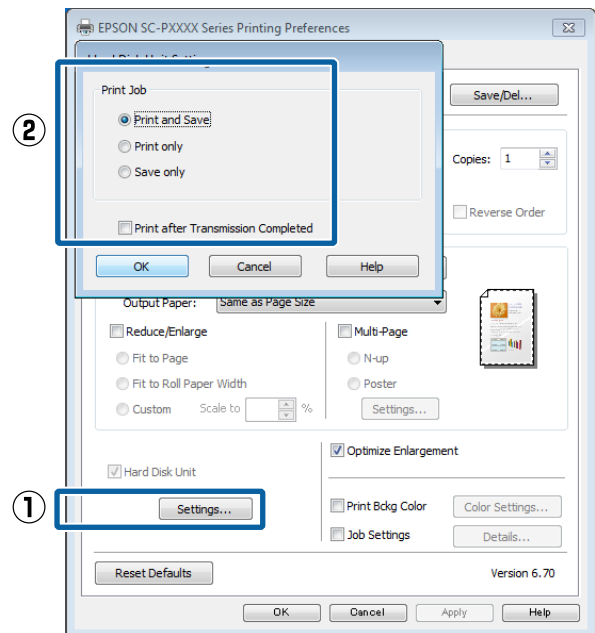 EPSON SC-PXXXX Series Printing Preferences
Print Job
Save/Del...
②
Print and Save
Print only
Copies: 1
Save only
Reverse Order
Print after Transmission Completed
OK Cancel Help
Output Paper: Same as Page Size
Reduce/Enlarge Multi-Page
Fit to Page N-up
Fit to Roll Paper Width Poster
Custom Scale to % Settings...
Optimize Enlargement
Hard Disk Unit
① Settings... Print Bckg Color Color Settings...
Job Settings Details...
Reset Defaults Version 6.70
OK Cancel Apply Help